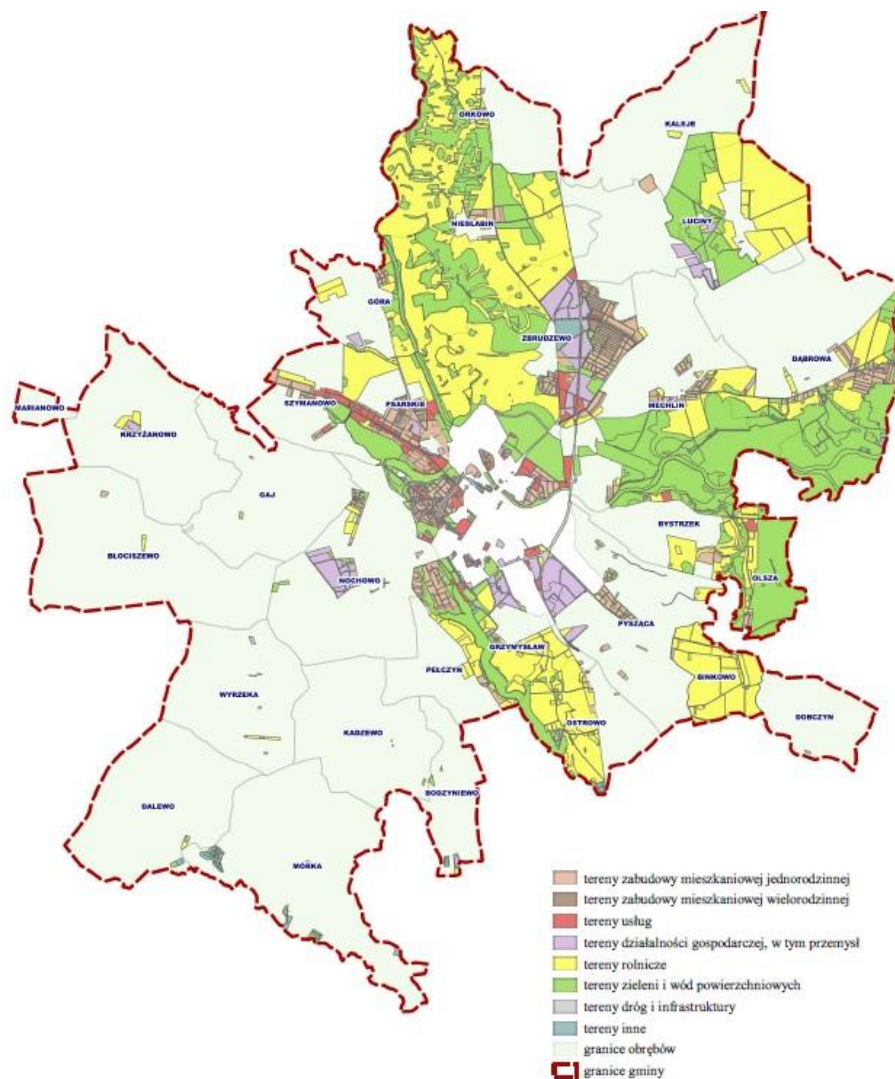 ORKOWO
KALEJE
NIESŁABIN
LUCINY
GÓRA
ZBRUDZEWO
DĄBROWA
SZYMANOWO
PSARSKIE
MECHLIN
MARIANOWO
KRZYŻANOWO
GAJ
BYSTRZEK
BŁOCISZEWO
NOCHOWO
OLSZA
PYSZĄCA
GRZYMYSŁAW
PEŁCZYN
BINKOWO
WYRZEKA
OSTROWO
DOBCZYN
KADZEWO
BODZYNIEWO
DALEWO
MÓRKA
tereny zabudowy mieszkaniowej jednorodzinnej
tereny zabudowy mieszkaniowej wielorodzinnej
tereny usług
tereny działalności gospodarczej, w tym przemysł
tereny rolnicze
tereny zieleni i wód powierzchniowych
tereny dróg i infrastruktury
tereny inne
granice obrębów
granice gminy